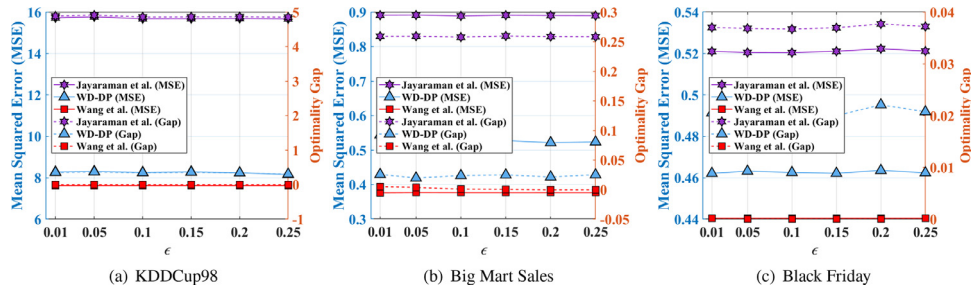 Mean Squared Error (MSE)
16
14
12
10
8
6
Jayaraman et al. (MSE)
WD-DP (MSE)
Wang et al. (MSE)
Jayaraman et al. (Gap)
WD-DP (Gap)
Wang et al. (Gap)
5
4
3
2
1
0
-1
Optimality Gap
0.01 0.05 0.1 0.15 0.2 0.25
ϵ
(a) KDDCup98
Mean Squared Error (MSE)
0.9
0.8
0.7
0.6
0.5
0.4
0.3
Jayaraman et al. (MSE)
WD-DP (MSE)
Wang et al. (MSE)
Jayaraman et al. (Gap)
WD-DP (Gap)
Wang et al. (Gap)
0.3
0.25
0.2
0.15
0.1
0.05
0
-0.05
Optimality Gap
0.01 0.05 0.1 0.15 0.2 0.25
ϵ
(b) Big Mart Sales
Mean Squared Error (MSE)
0.54
0.52
0.5
0.48
0.46
0.44
Jayaraman et al. (MSE)
WD-DP (MSE)
Wang et al. (MSE)
Jayaraman et al. (Gap)
WD-DP (Gap)
Wang et al. (Gap)
0.04
0.03
0.02
0.01
0
Optimality Gap
0.01 0.05 0.1 0.15 0.2 0.25
ϵ
(c) Black Friday